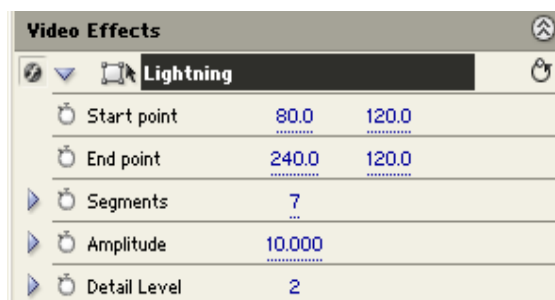 Video Effects
Lightning
Start point 80.0 120.0
End point 240.0 120.0
Segments 7
Amplitude 10.000
Detail Level 2